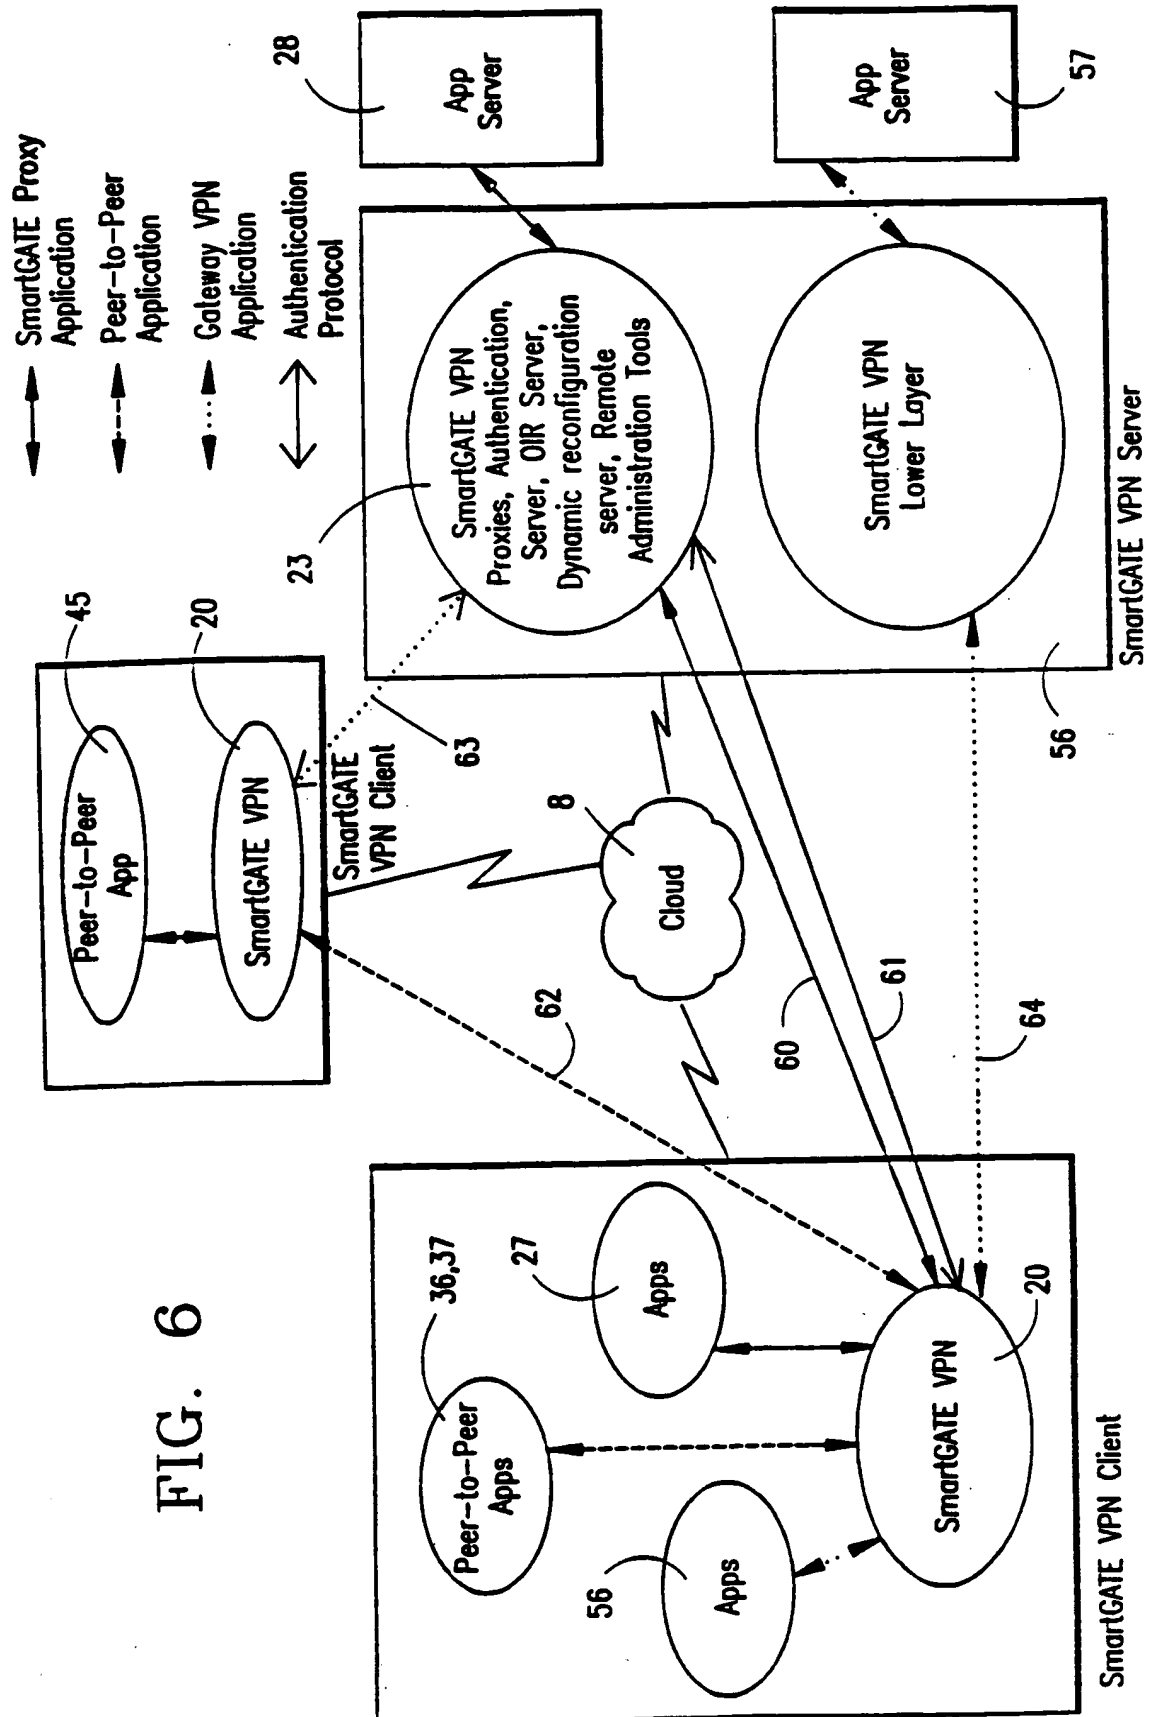 FIG. 6
SmartGATE Proxy
Application
Peer-to-Peer
Application
Gateway VPN
Application
Authentication
Protocol
Peer-to-Peer
App
45
SmartGATE VPN
20
SmartGATE
VPN Client
63
23
28
App
Server
SmartGATE VPN
Proxies, Authentication,
Server, OIR Server,
Dynamic reconfiguration
server, Remote
Administration Tools
App
Server
57
SmartGATE VPN
Lower Layer
56
SmartGATE VPN Server
8
Cloud
62
60
61
64
36,37
Peer-to-Peer
Apps
27
Apps
56
Apps
SmartGATE VPN
20
SmartGATE VPN Client